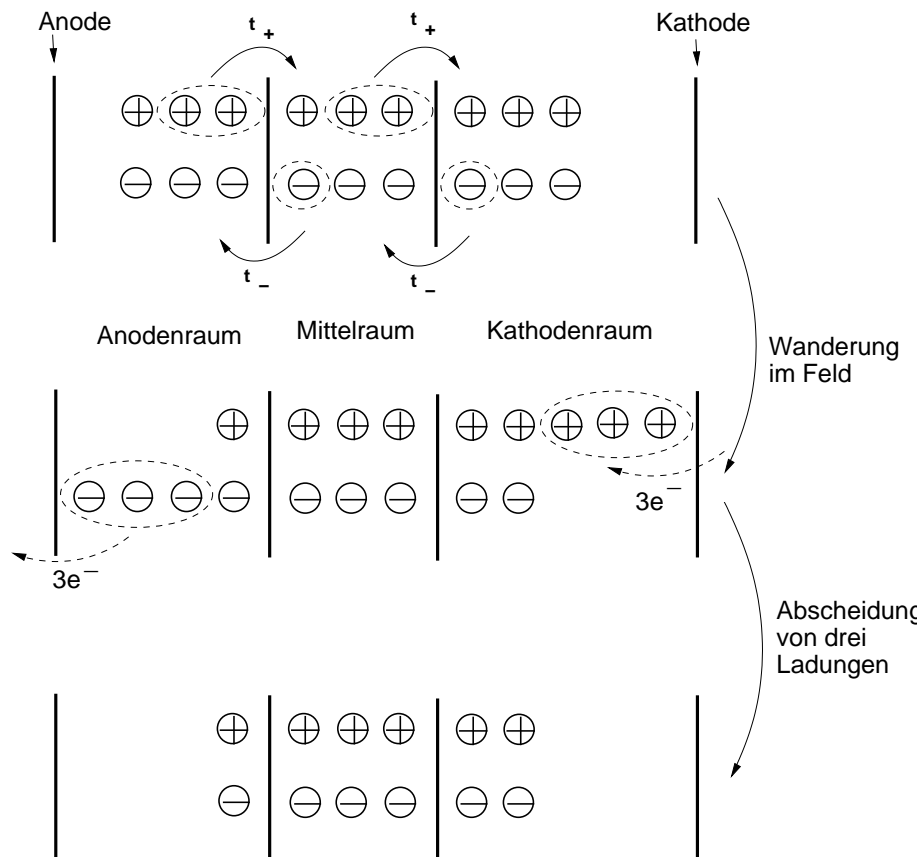 Anode
Kathode
t + t +
t − t −
Anodenraum Mittelraum Kathodenraum
Wanderung
im Feld
3e−
3e−
Abscheidung
von drei
Ladungen